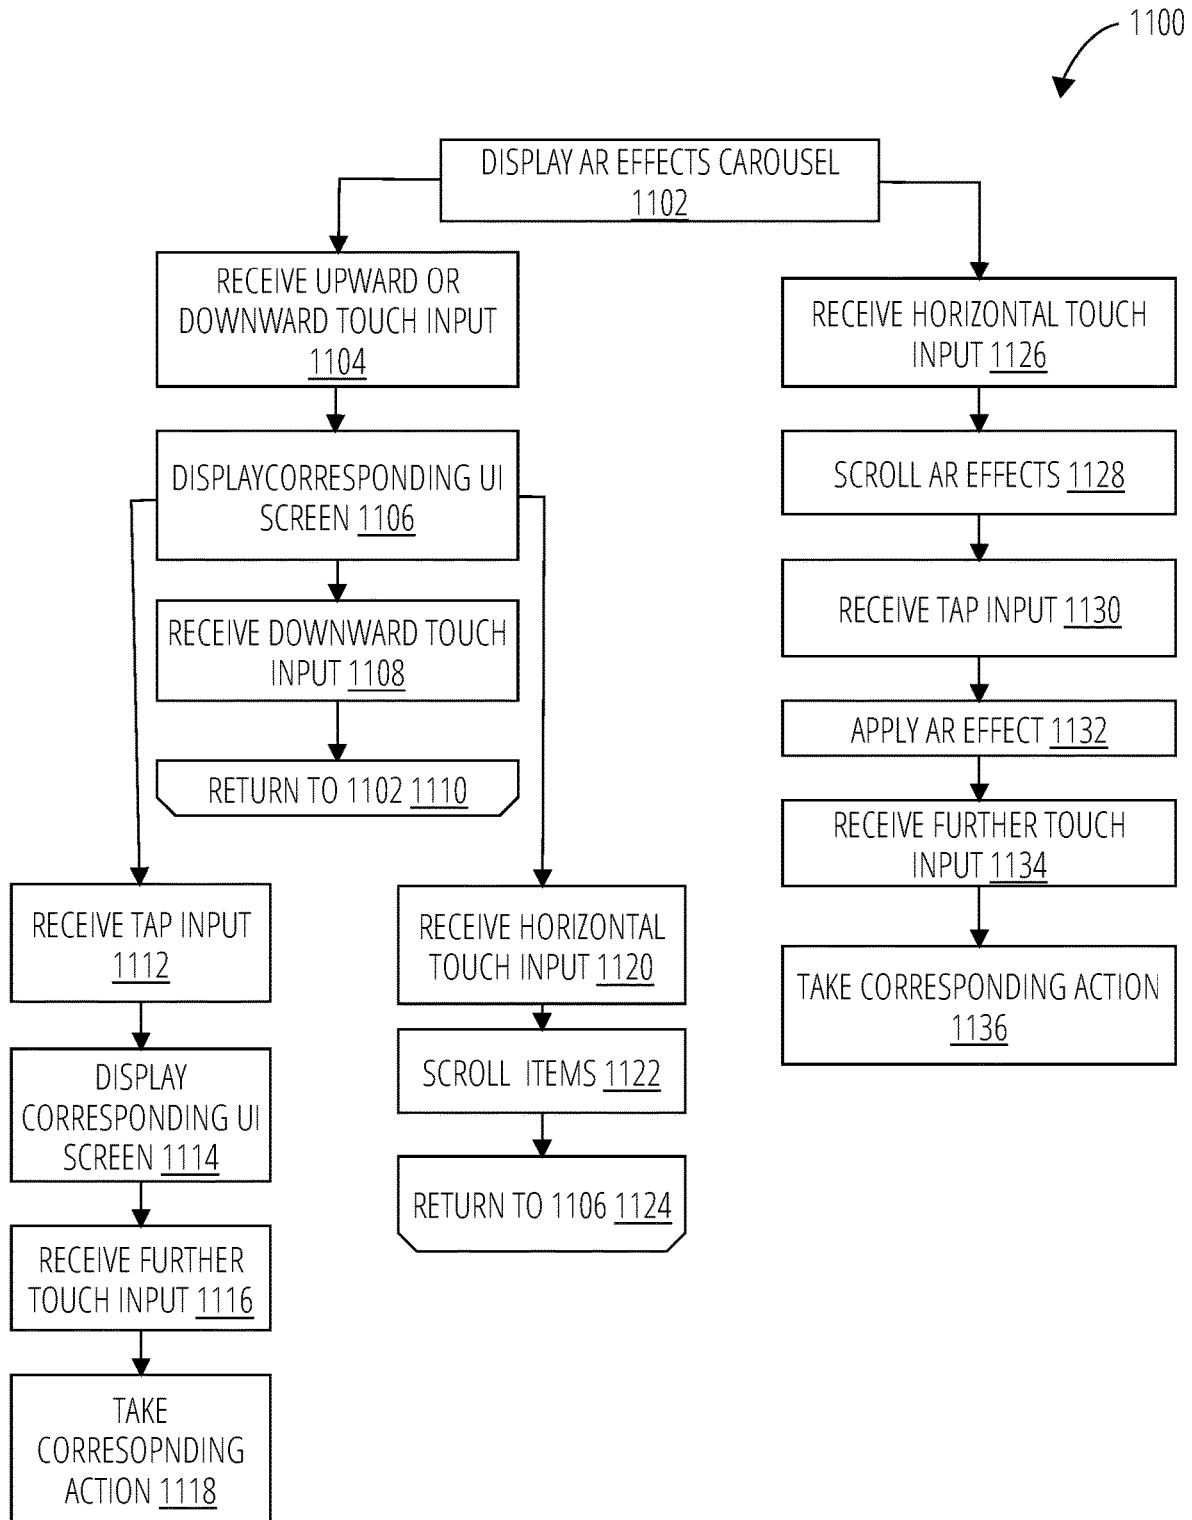 1100
DISPLAY AR EFFECTS CAROUSEL
1102
RECEIVE UPWARD OR
DOWNWARD TOUCH INPUT
1104
DISPLAYCORRESPONDING UI
SCREEN 1106
RECEIVE DOWNWARD TOUCH
INPUT 1108
RETURN TO 1102 1110
RECEIVE TAP INPUT
1112
DISPLAY
CORRESPONDING UI
SCREEN 1114
RECEIVE FURTHER
TOUCH INPUT 1116
TAKE
CORRESOPNDING
ACTION 1118
RECEIVE HORIZONTAL
TOUCH INPUT 1120
SCROLL ITEMS 1122
RETURN TO 1106 1124
RECEIVE HORIZONTAL TOUCH
INPUT 1126
SCROLL AR EFFECTS 1128
RECEIVE TAP INPUT 1130
APPLY AR EFFECT 1132
RECEIVE FURTHER TOUCH
INPUT 1134
TAKE CORRESPONDING ACTION
1136